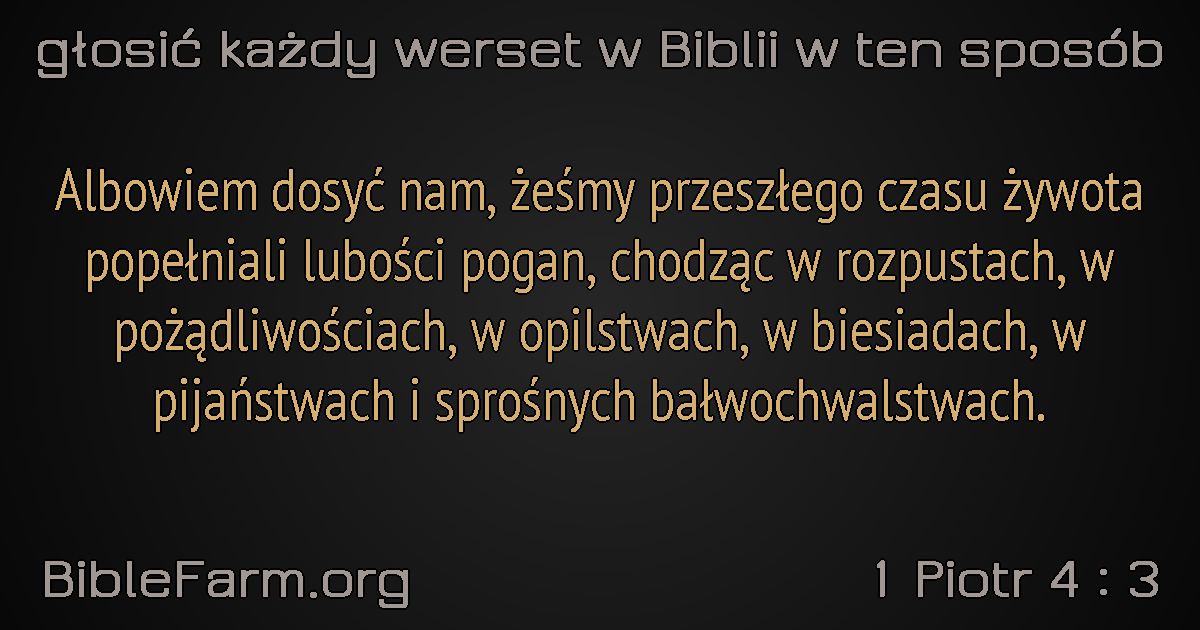 głosić każdy werset w Biblii w ten sposób
Albowiem dosyć nam, żeśmy przeszłego czasu żywota
popełniali lubości pogan, chodząc w rozpustach, w
pożądliwościach, w opilstwach, w biesiadach, w
pijaństwach i sprośnych bałwochwalstwach.
BibleFarm.org
1 Piotr 4 : 3